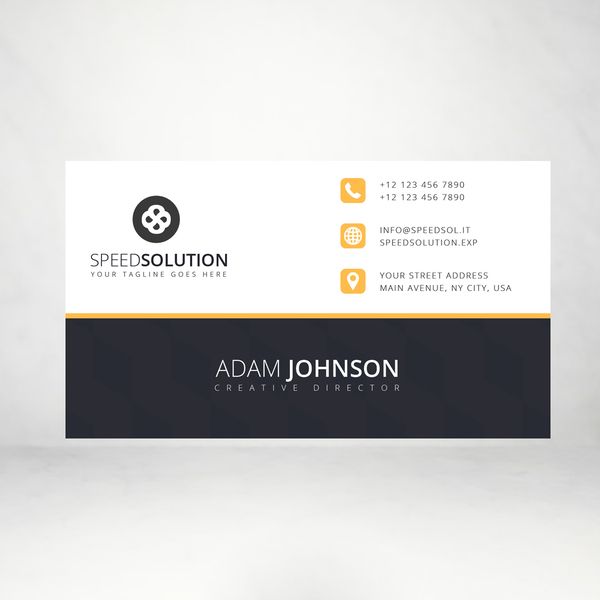 SPEEDSOLUTION
YOUR TAGLINE GOES HERE
+12 123 456 7890
+12 123 456 7890
INFO@SPEEDSOL.IT
SPEEDSOLUTION.EXP
YOUR STREET ADDRESS
MAIN AVENUE, NY CITY, USA
ADAM JOHNSON
CREATIVE DIRECTOR